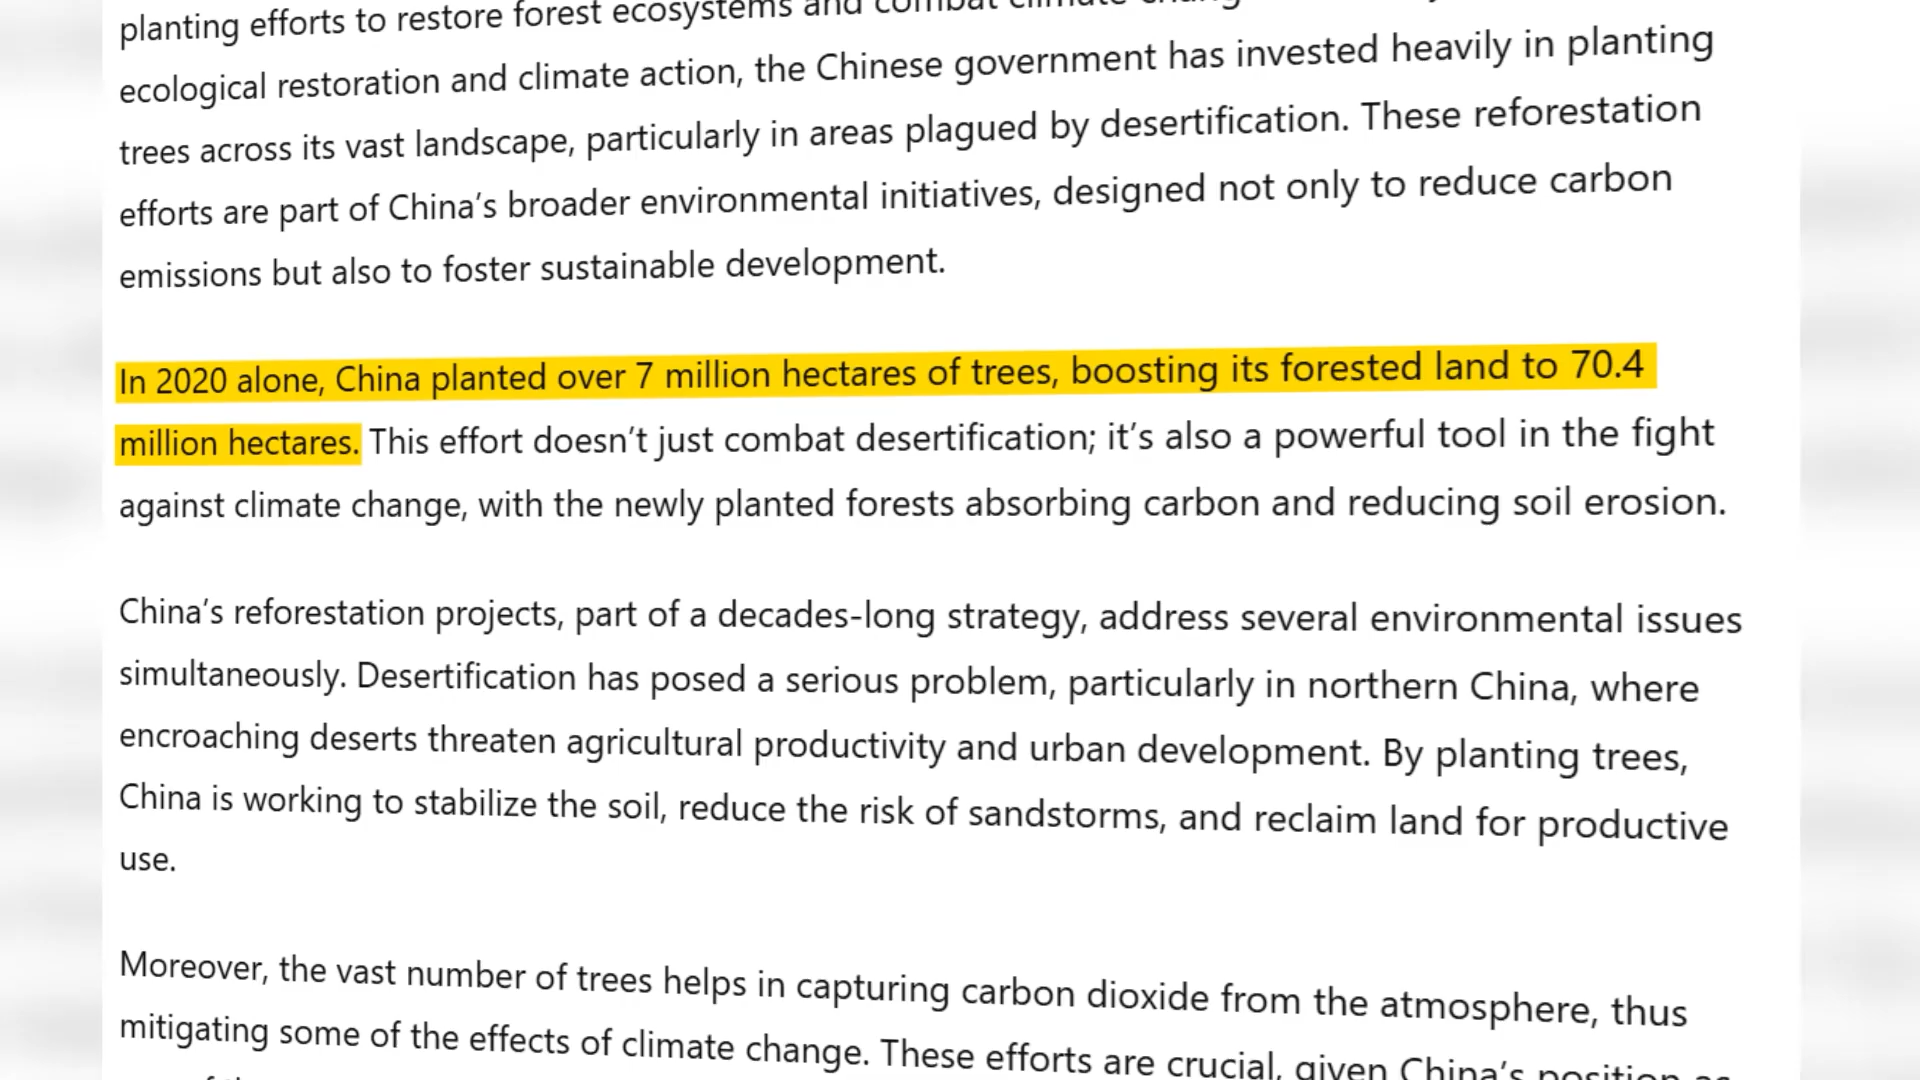 planting efforts to restore forest ecosystems and combat climate
ecological restoration and climate action, the Chinese government has invested heavily in planting
trees across its vast landscape, particularly in areas plagued by desertification. These reforestation
efforts are part of China’s broader environmental initiatives, designed not only to reduce carbon
emissions but also to foster sustainable development.
In 2020 alone, China planted over 7 million hectares of trees, boosting its forested land to 70.4
million hectares. This effort doesn’t just combat desertification; it’s also a powerful tool in the fight
against climate change, with the newly planted forests absorbing carbon and reducing soil erosion.
China’s reforestation projects, part of a decades-long strategy, address several environmental issues
simultaneously. Desertification has posed a serious problem, particularly in northern China, where
encroaching deserts threaten agricultural productivity and urban development. By planting trees,
China is working to stabilize the soil, reduce the risk of sandstorms, and reclaim land for productive
use.
Moreover, the vast number of trees helps in capturing carbon dioxide from the atmosphere, thus
mitigating some of the effects of climate change. These efforts are crucial, given China’s position as